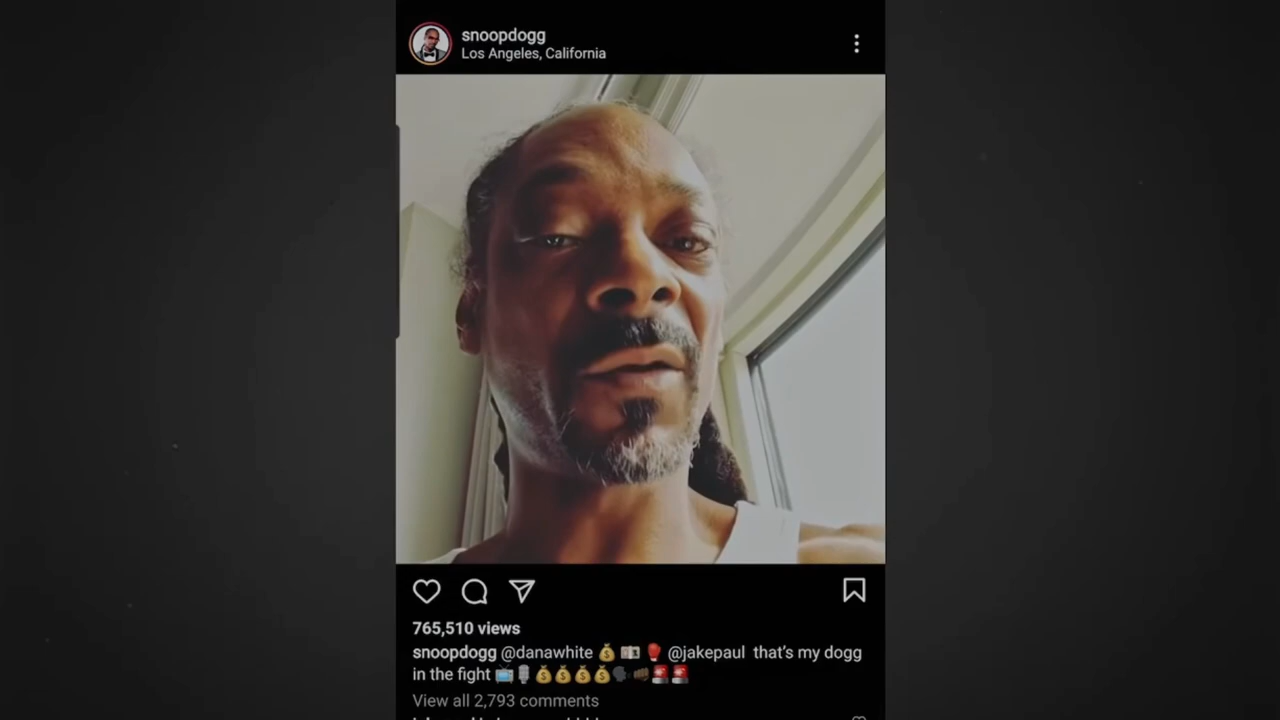 snoopdogg
Los Angeles, California
765,510 views
snoopdogg @danawhite 💰 💵 🥊 @jakepaul that's my dogg
in the fight 📺🎙💰💰💰💰🗣👊🏾🚨🚨
View all 2,793 comments